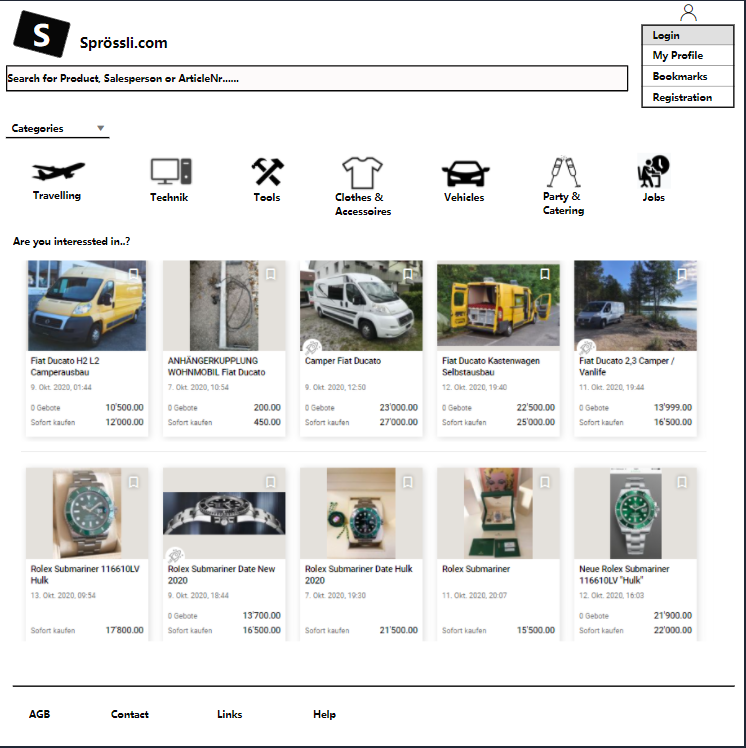 S
Sprössli.com
Login
My Profile
Bookmarks
Registration
Search for Product, Salesperson or ArticleNr......
Categories
Travelling
Technik
Tools
Clothes &
Accessoires
Vehicles
Party &
Catering
Jobs
Are you interessted in..?
Fiat Ducato H2 L2
Camperausbau
9. Okt. 2020, 01:44
0 Gebote 10'500.00
Sofort kaufen 12'000.00
ANHÄNGERKUPPLUNG
WOHNMOBIL Fiat Ducato
7. Okt. 2020, 10:54
0 Gebote 200.00
Sofort kaufen 450.00
Camper Fiat Ducato
9. Okt. 2020, 12:50
0 Gebote 23'000.00
Sofort kaufen 27'000.00
Fiat Ducato Kastenwagen
Selbstausbau
12. Okt. 2020, 19:40
0 Gebote 22'500.00
Sofort kaufen 25'000.00
Fiat Ducato 2,3 Camper /
Vanlife
11. Okt. 2020, 19:44
0 Gebote 13'999.00
Sofort kaufen 16'500.00
Rolex Submariner 116610LV
Hulk
13. Okt. 2020, 09:54
Sofort kaufen 17'800.00
Rolex Submariner Date New
2020
9. Okt. 2020, 18:44
0 Gebote 13'700.00
Sofort kaufen 16'500.00
Rolex Submariner Date Hulk
2020
7. Okt. 2020, 19:30
Sofort kaufen 21'500.00
Rolex Submariner
11. Okt. 2020, 20:07
Sofort kaufen 15'500.00
Neue Rolex Submariner
116610LV "Hulk"
12. Okt. 2020, 16:03
0 Gebote 21'900.00
Sofort kaufen 22'000.00
AGB
Contact
Links
Help